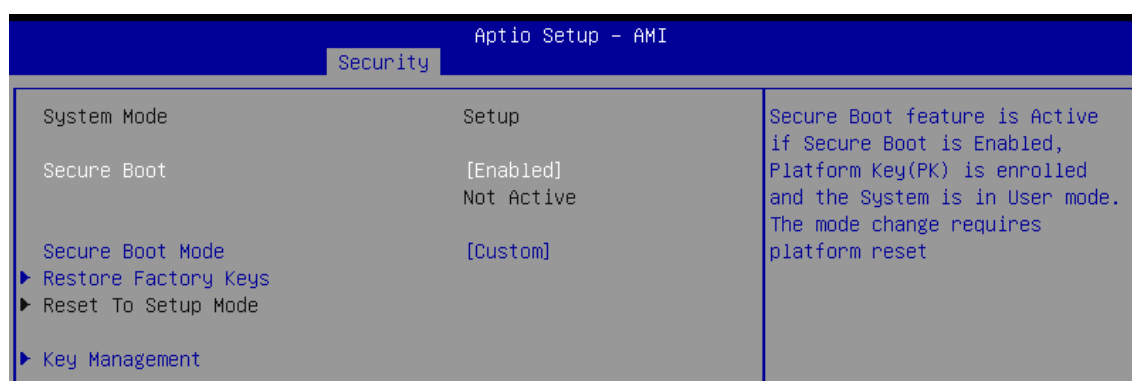 Aptio Setup – AMI
Security
System Mode Setup
Secure Boot [Enabled]
Not Active
Secure Boot Mode [Custom]
Restore Factory Keys
Reset To Setup Mode
Key Management
Secure Boot feature is Active
if Secure Boot is Enabled,
Platform Key(PK) is enrolled
and the System is in User mode.
The mode change requires
platform reset